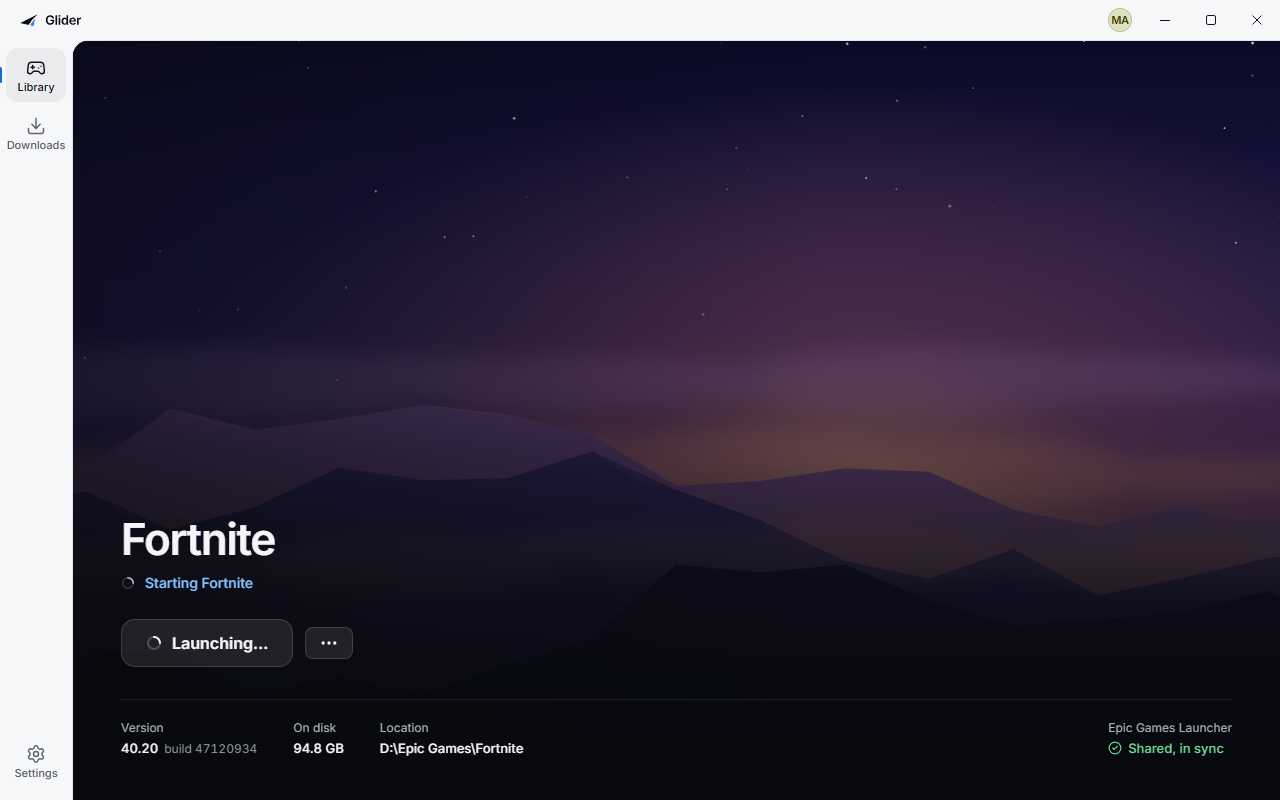 Glider
MA
Library
Downloads
Fortnite
Starting Fortnite
Launching...
Version
40.20 build 47120934
On disk
94.8 GB
Location
D:\Epic Games\Fortnite
Epic Games Launcher
Shared, in sync
Settings